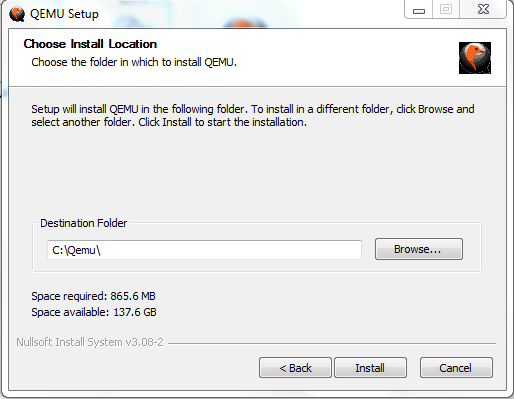 QEMU Setup
Choose Install Location
Choose the folder in which to install QEMU.
Setup will install QEMU in the following folder. To install in a different folder, click Browse and
select another folder. Click Install to start the installation.
Destination Folder
C:\Qemu\
Browse...
Space required: 865.6 MB
Space available: 137.6 GB
Nullsoft Install System v3.08-2
< Back
Install
Cancel